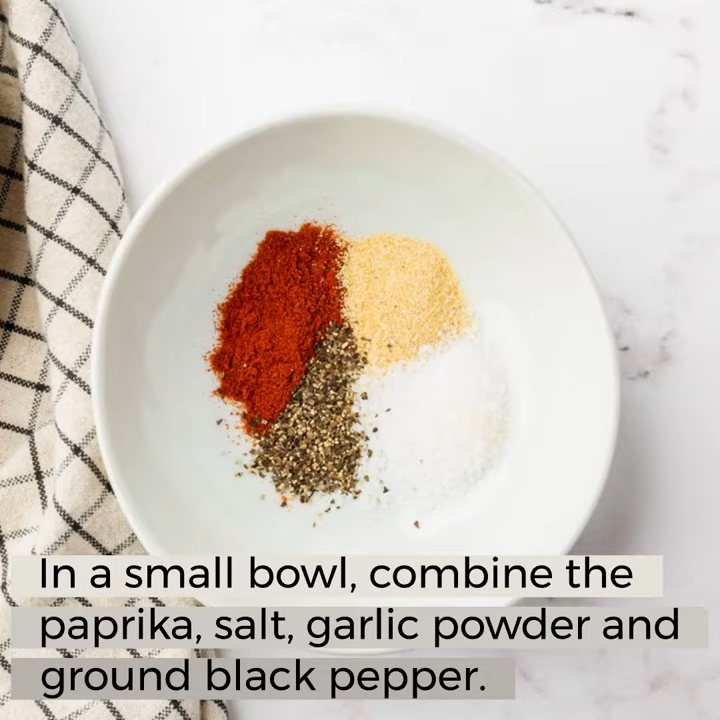 In a small bowl, combine the
paprika, salt, garlic powder and
ground black pepper.